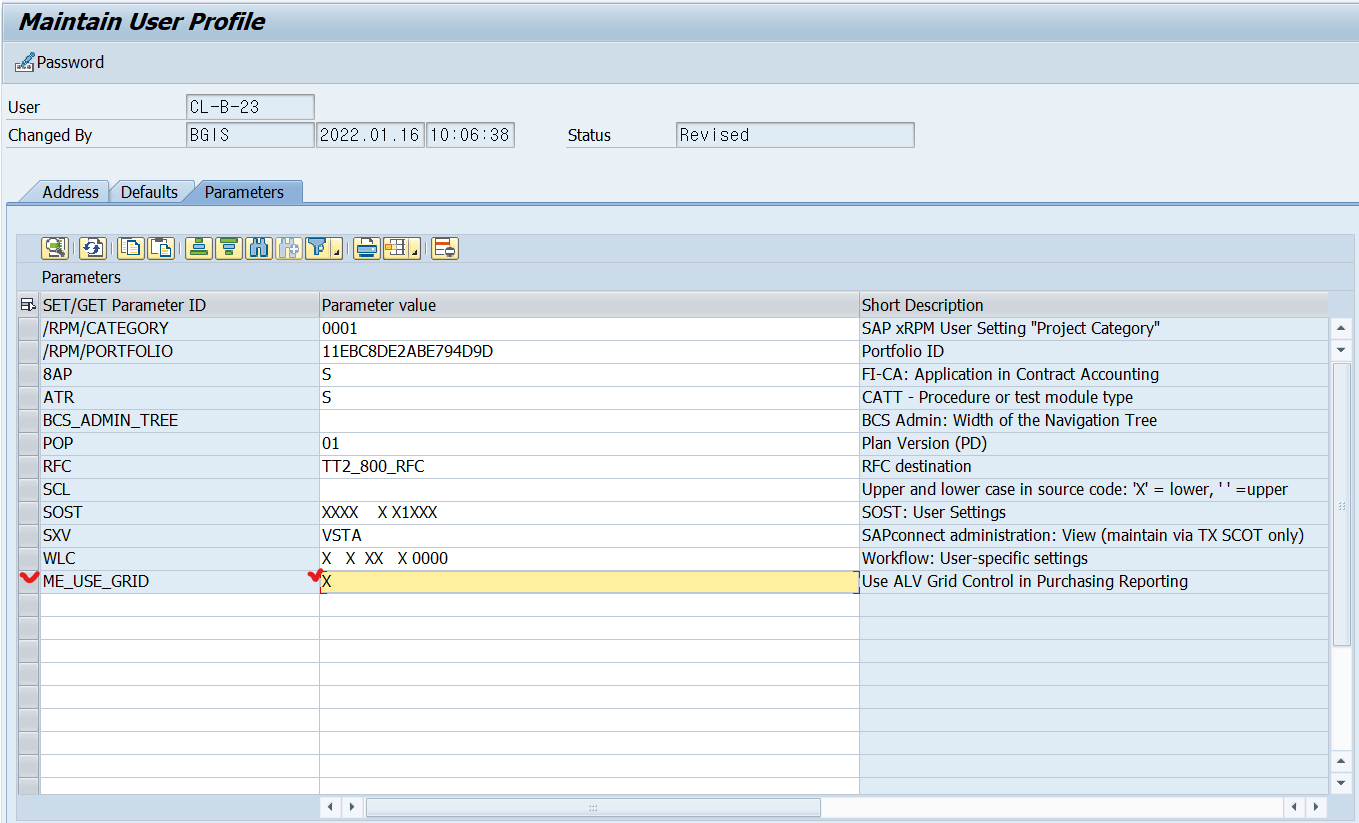 Maintain User Profile
Password
User CL-B-23
Changed By BGIS 2022.01.16 10:06:38 Status Revised
Address Defaults Parameters
Parameters
SET/GET Parameter ID Parameter value Short Description
/RPM/CATEGORY 0001 SAP xRPM User Setting "Project Category"
/RPM/PORTFOLIO 11EBC8DE2ABE794D9D Portfolio ID
8AP S FI-CA: Application in Contract Accounting
ATR S CATT - Procedure or test module type
BCS_ADMIN_TREE BCS Admin: Width of the Navigation Tree
POP 01 Plan Version (PD)
RFC TT2_800_RFC RFC destination
SCL Upper and lower case in source code: 'X' = lower, ' ' =upper
SOST XXXX X X1XXX SOST: User Settings
SXV VSTA SAPconnect administration: View (maintain via TX SCOT only)
WLC X X XX X 0000 Workflow: User-specific settings
ME_USE_GRID X Use ALV Grid Control in Purchasing Reporting